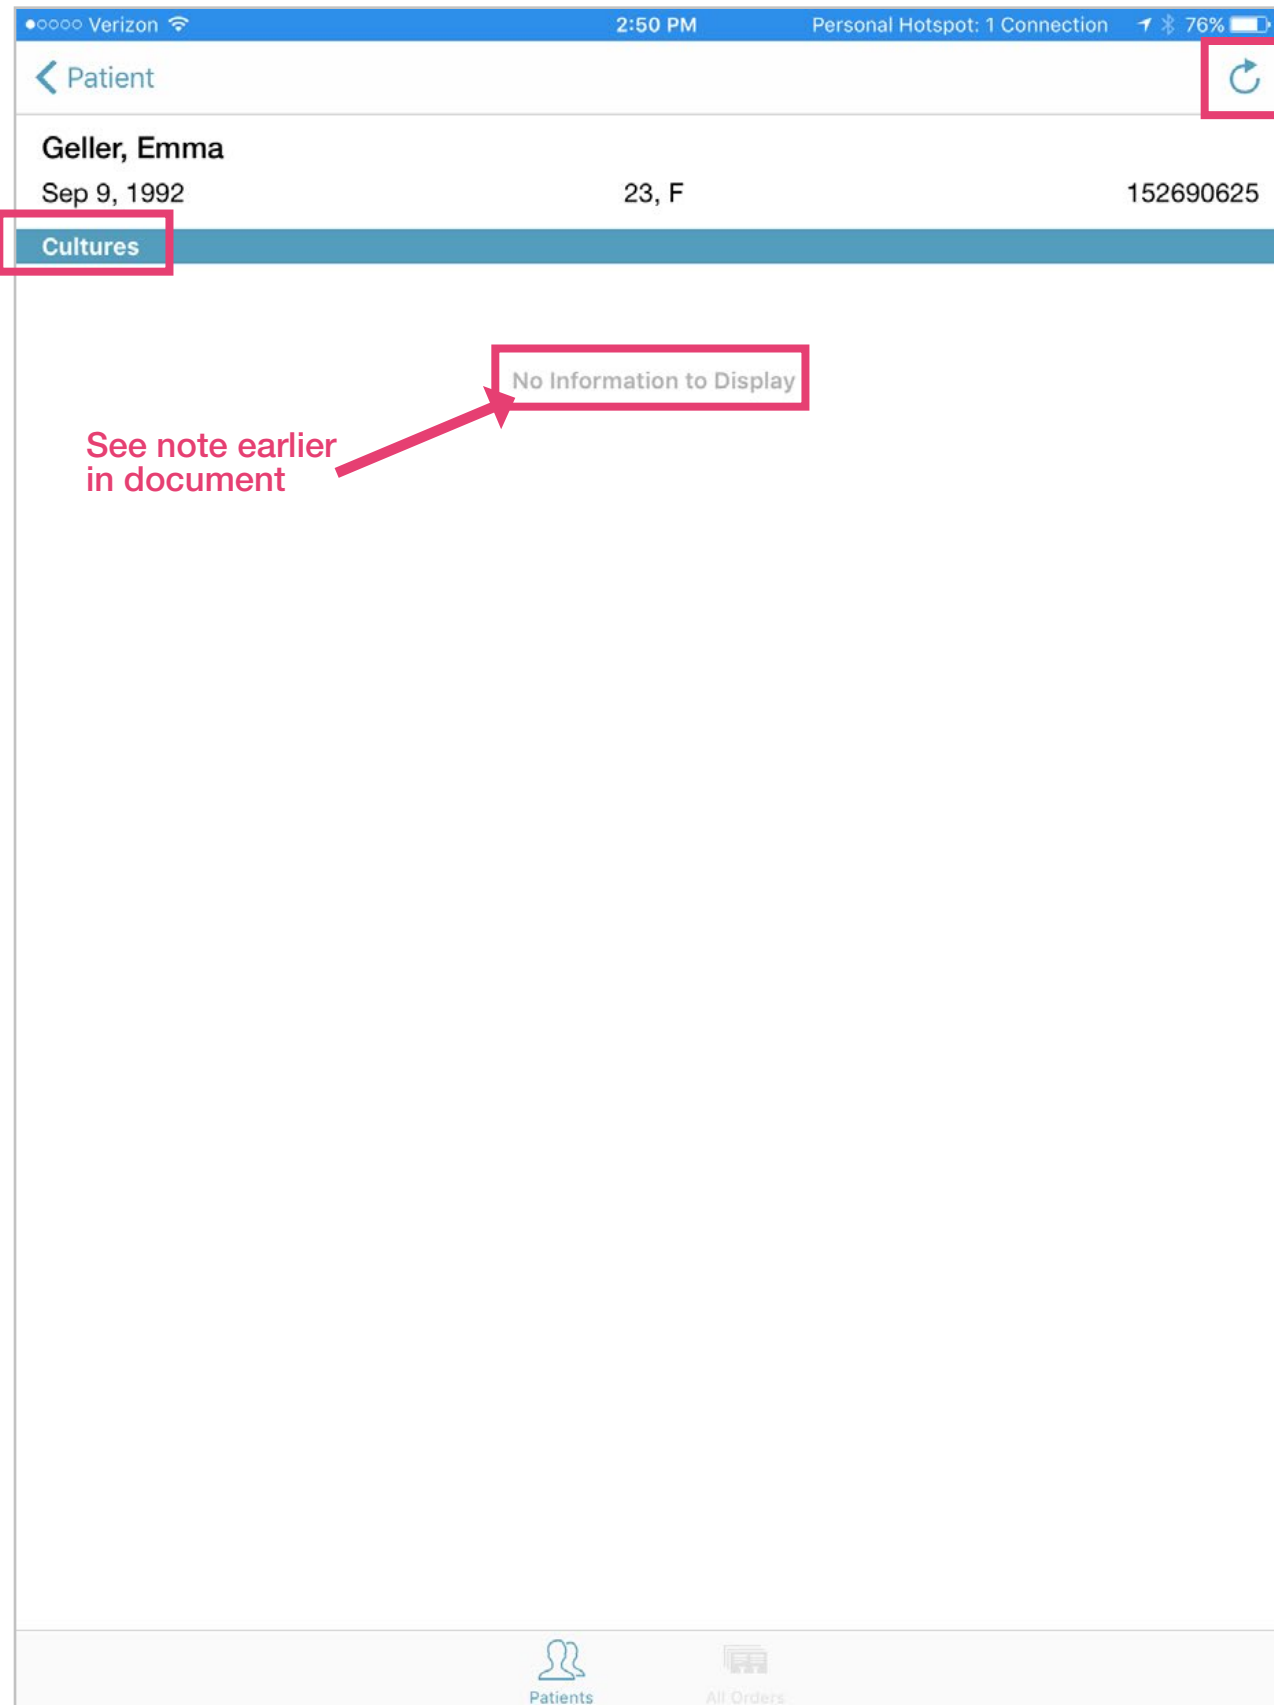 Verizon 2:50 PM Personal Hotspot: 1 Connection 76%
Patient
Geller, Emma
Sep 9, 1992 23, F 152690625
Cultures
No Information to Display
See note earlier
in document
Patients All Orders